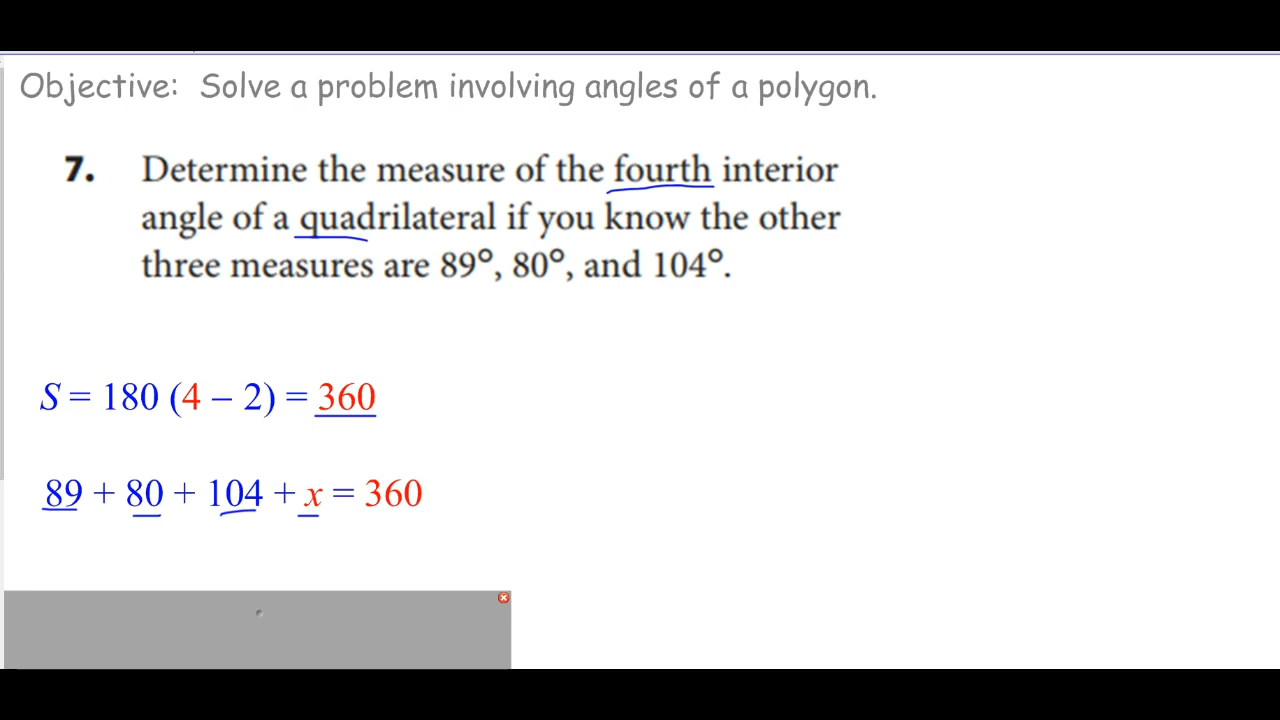 Objective: Solve a problem involving angles of a polygon.
7. Determine the measure of the fourth interior
angle of a quadrilateral if you know the other
three measures are 89°, 80°, and 104°.
S = 180 (4 – 2) = 360
89 + 80 + 104 + x = 360